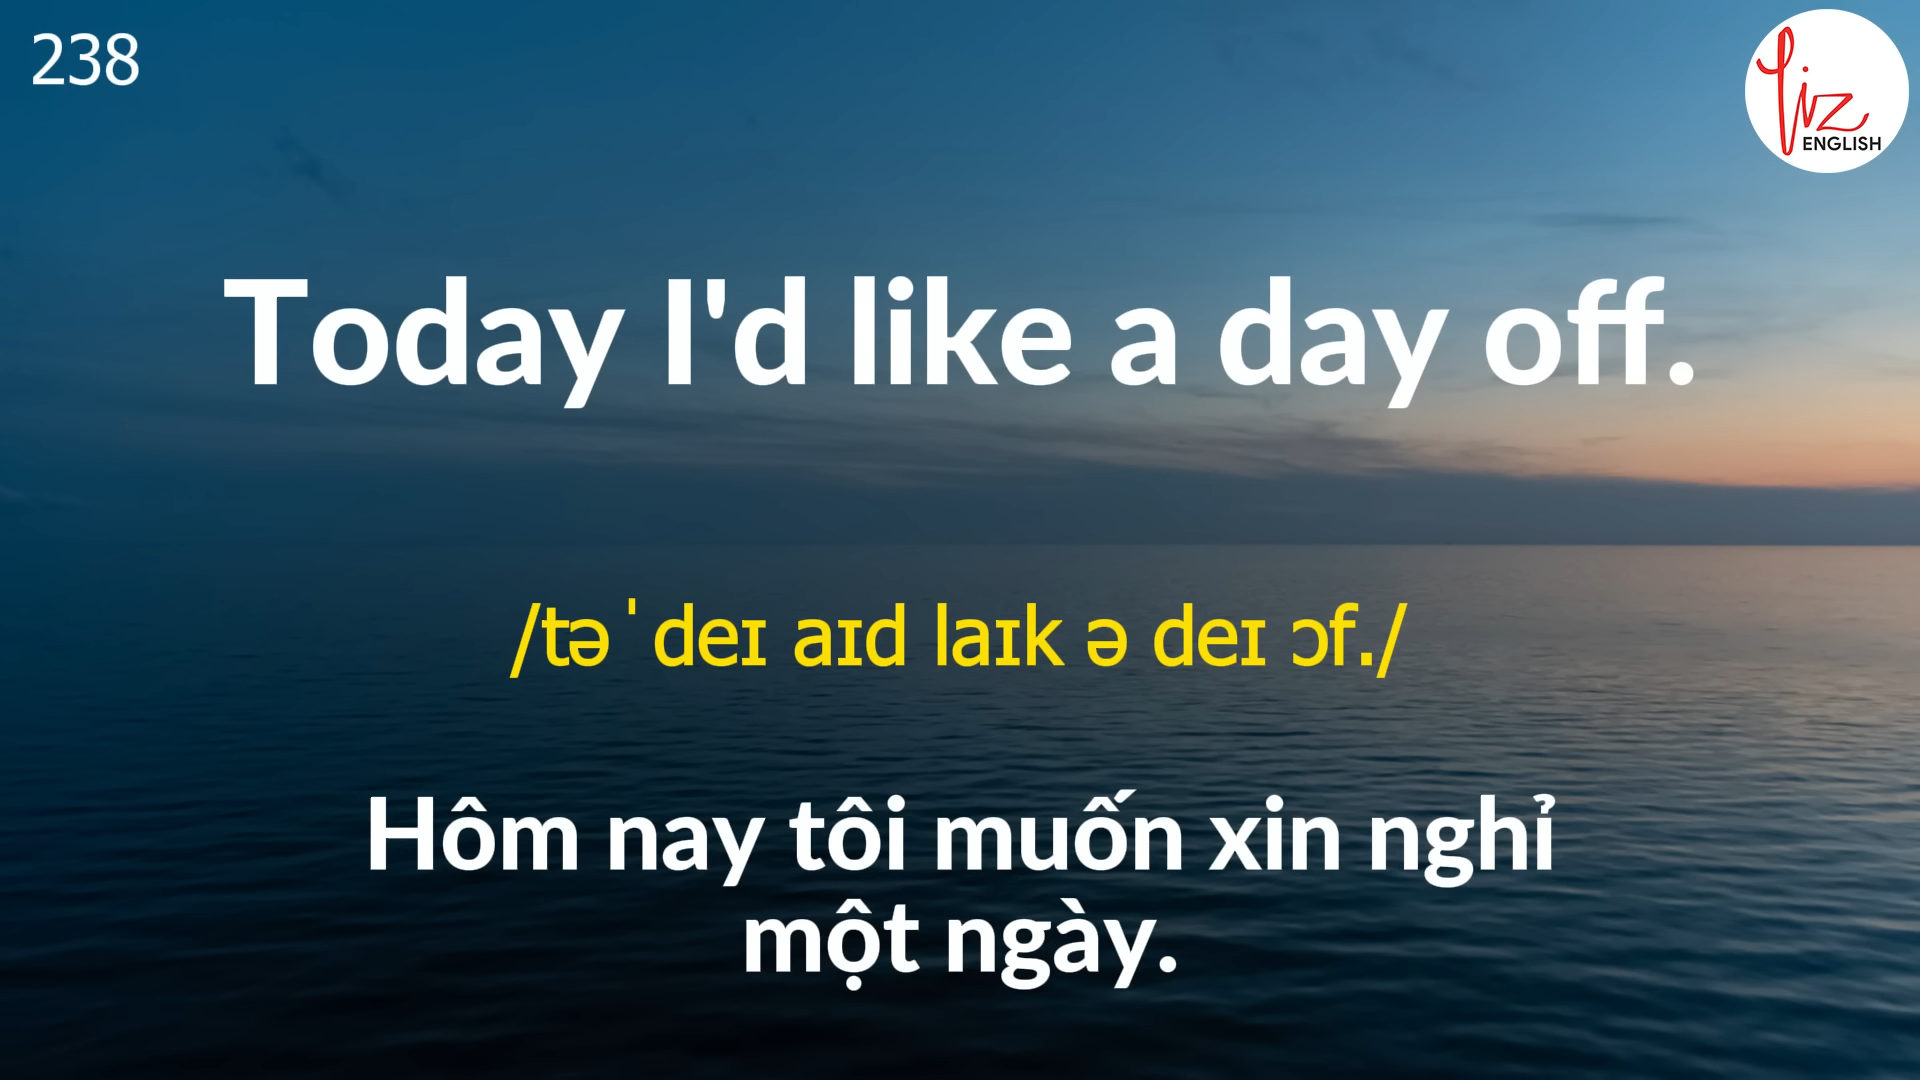 238
Liz
ENGLISH
Today I'd like a day off.
/təˈdeɪ aɪd laɪk ə deɪ ɔf./
Hôm nay tôi muốn xin nghỉ
một ngày.